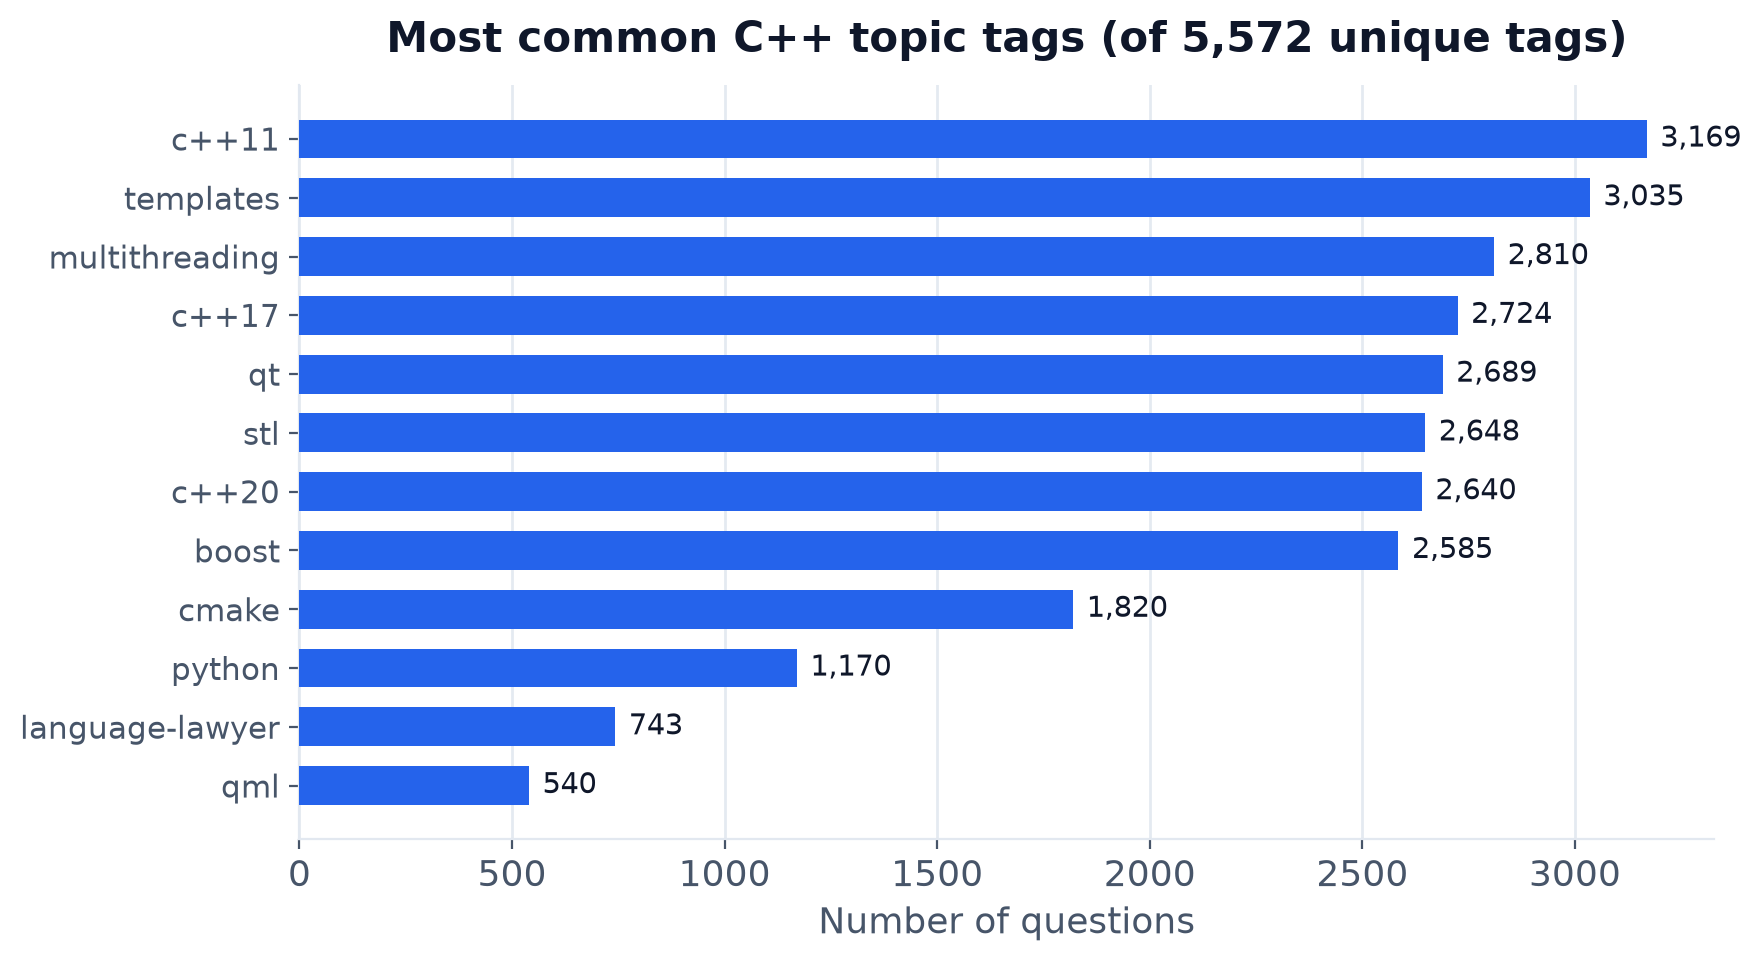 Most common C++ topic tags (of 5,572 unique tags)
c++11 3,169
templates 3,035
multithreading 2,810
c++17 2,724
qt 2,689
stl 2,648
c++20 2,640
boost 2,585
cmake 1,820
python 1,170
language-lawyer 743
qml 540
0 500 1000 1500 2000 2500 3000
Number of questions